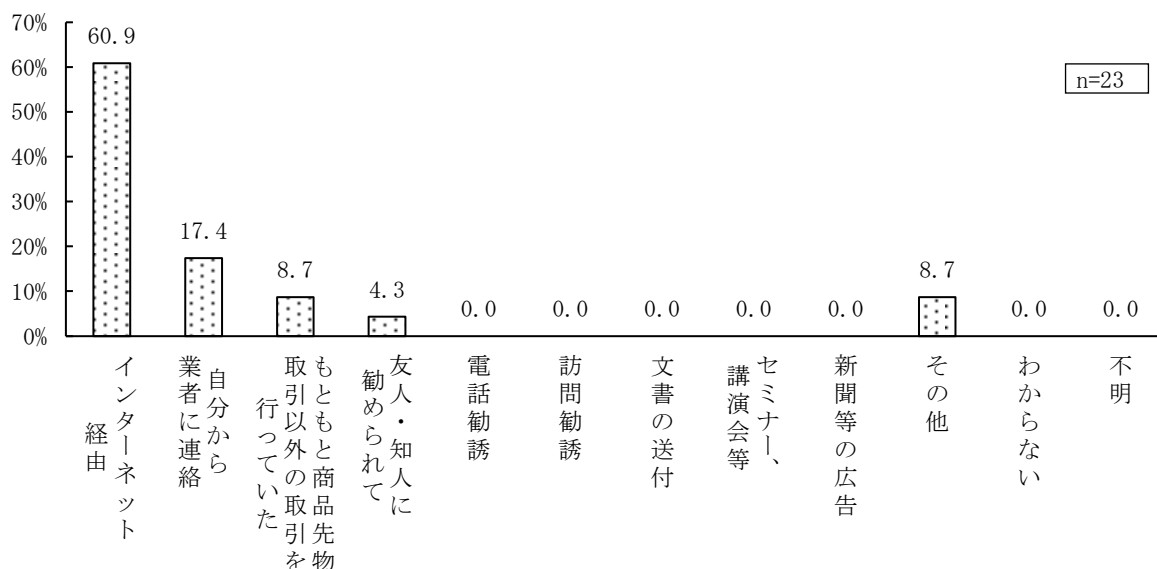 70%
60%
50%
40%
30%
20%
10%
0%
n=23
60.9
17.4
8.7
4.3
0.0
0.0
0.0
0.0
0.0
8.7
0.0
0.0
インターネット
経由
自分から
業者に連絡
もともと商品先物
取引以外の取引を
行っていた
友人・知人に
勧められて
電話勧誘
訪問勧誘
文書の送付
セミナー、
講演会等
新聞等の広告
その他
わからない
不明